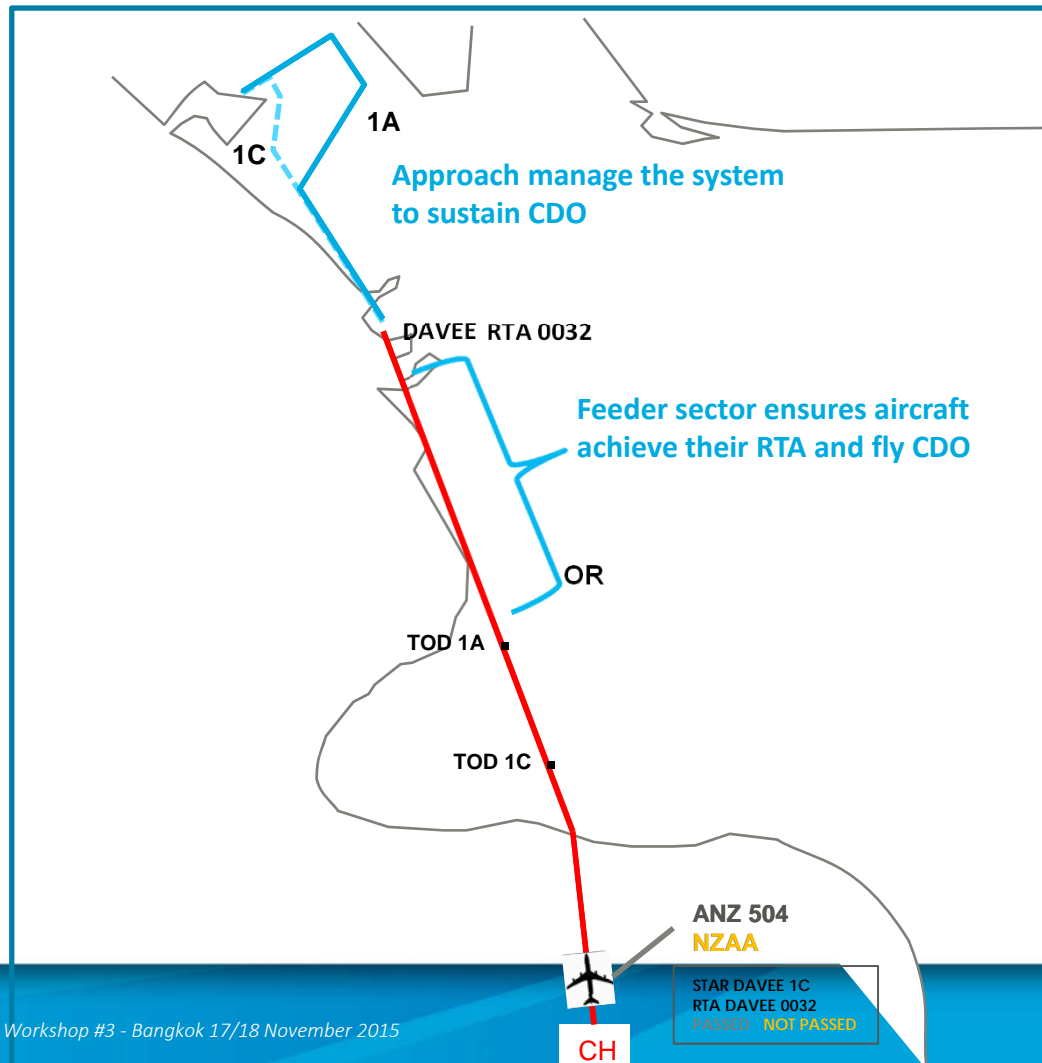 1A
1C
Approach manage the system
to sustain CDO
DAVEE RTA 0032
Feeder sector ensures aircraft
achieve their RTA and fly CDO
OR
TOD 1A
TOD 1C
ANZ 504
NZAA
STAR DAVEE 1C
RTA DAVEE 0032
PASSED NOT PASSED
Workshop #3 - Bangkok 17/18 November 2015
CH